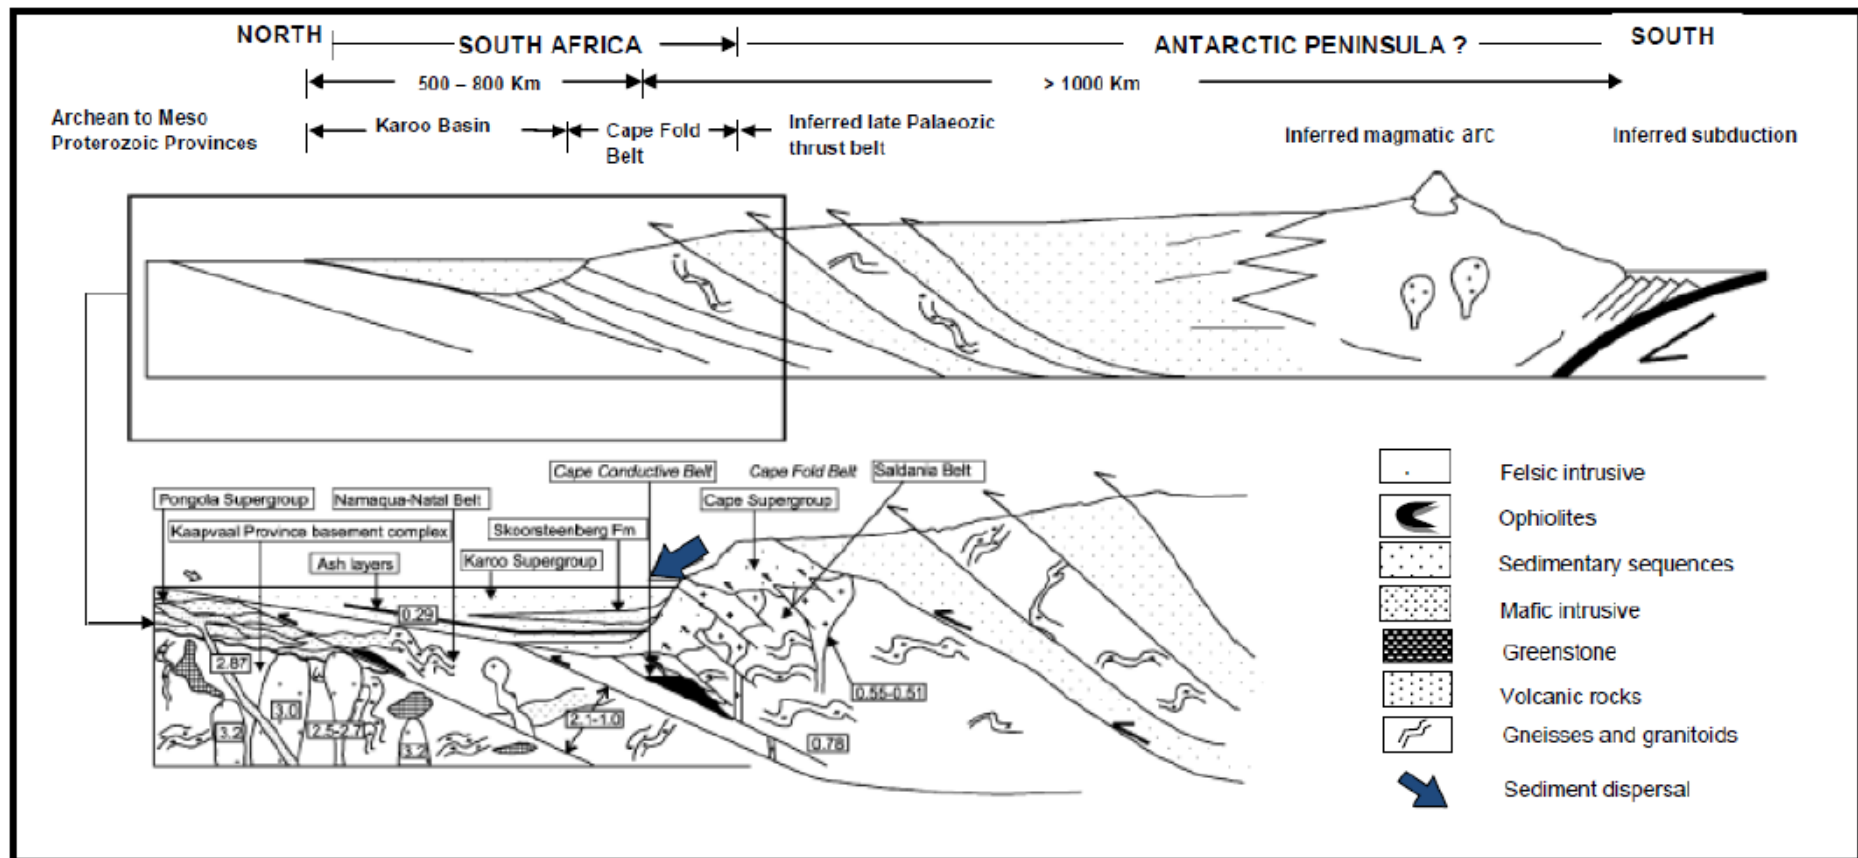 NORTH
SOUTH AFRICA
ANTARCTIC PENINSULA ?
SOUTH
500 – 800 Km
> 1000 Km
Archean to Meso
Proterozoic Provinces
Karoo Basin
Cape Fold
Belt
Inferred late Palaeozic
thrust belt
Inferred magmatic arc
Inferred subduction
Cape Conductive Belt
Cape Fold Belt
Saldania Belt
Pongola Supergroup
Namaqua-Natal Belt
Cape Supergroup
Kaapvaal Province basement complex
Skoorsteenberg Fm
Ash layers
Karoo Supergroup
0.29
2.87
3.0
3.2
2.5-2.7
3.2
2.1-1.0
0.55-0.51
0.78
Felsic intrusive
Ophiolites
Sedimentary sequences
Mafic intrusive
Greenstone
Volcanic rocks
Gneisses and granitoids
Sediment dispersal